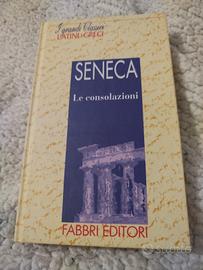 I grandi Classici
LATINI e GRECI
SENECA
Le consolazioni
FABBRI EDITORI